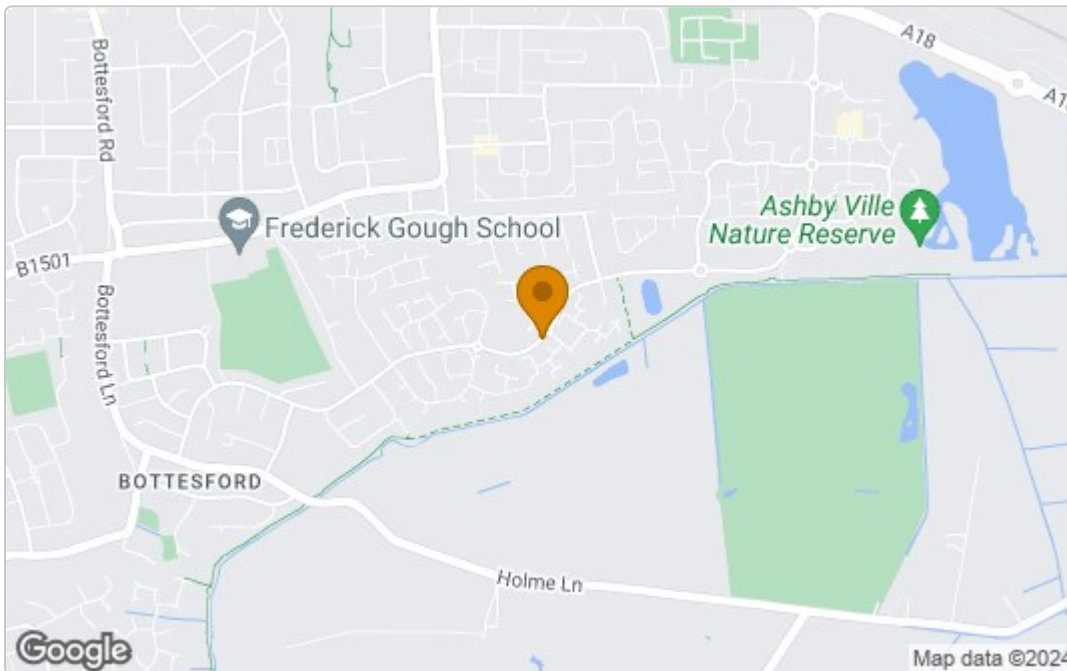 A18
A18
Bottesford Rd
Ashby Ville
Nature Reserve
Frederick Gough School
B1501
Bottesford Ln
BOTTESFORD
Holme Ln
Google
Map data ©2024